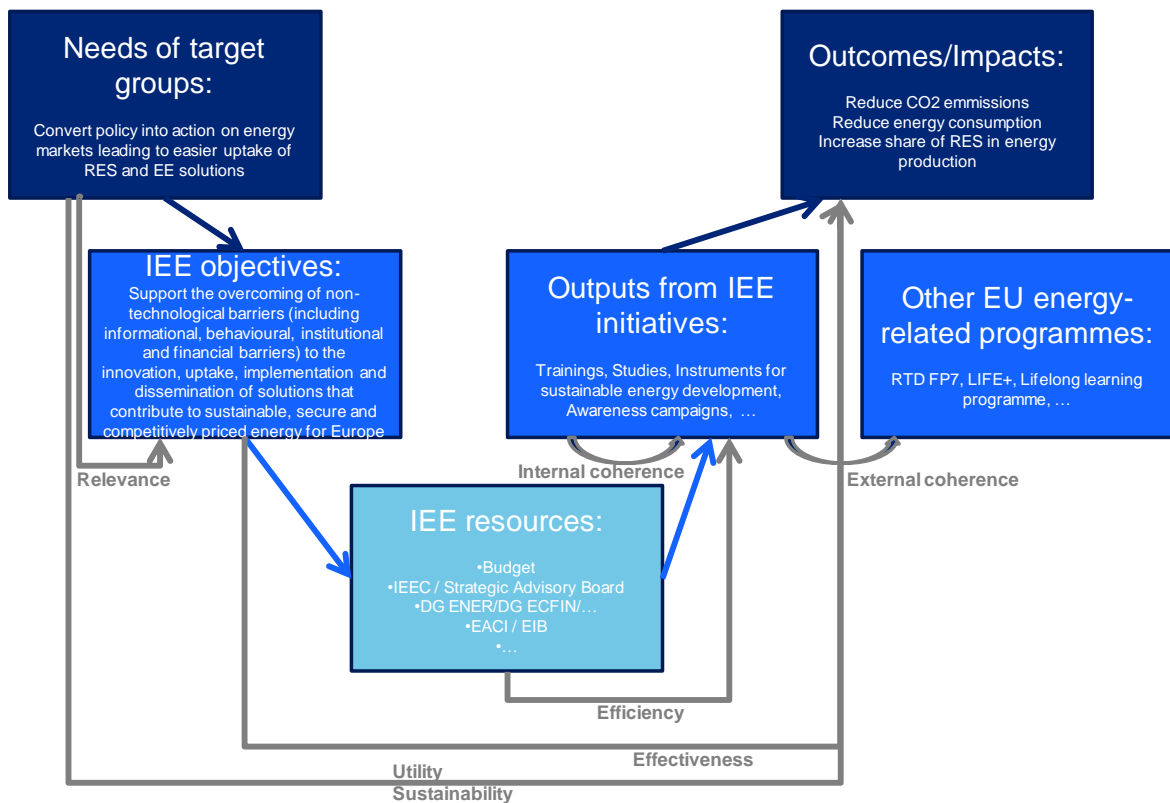 Needs of target
groups:
Convert policy into action on energy
markets leading to easier uptake of
RES and EE solutions
Outcomes/Impacts:
Reduce CO2 emmissions
Reduce energy consumption
Increase share of RES in energy
production
IEE objectives:
Support the overcoming of non-
technological barriers (including
informational, behavioural, institutional
and financial barriers) to the
innovation, uptake, implementation and
dissemination of solutions that
contribute to sustainable, secure and
competitively priced energy for Europe
Outputs from IEE
initiatives:
Trainings, Studies, Instruments for
sustainable energy development,
Awareness campaigns, …
Other EU energy-
related programmes:
RTD FP7, LIFE+, Lifelong learning
programme, …
Relevance
Internal coherence
External coherence
IEE resources:
•Budget
•IEEC / Strategic Advisory Board
•DG ENER/DG ECFIN/…
•EACI / EIB
•…
Efficiency
Effectiveness
Utility
Sustainability